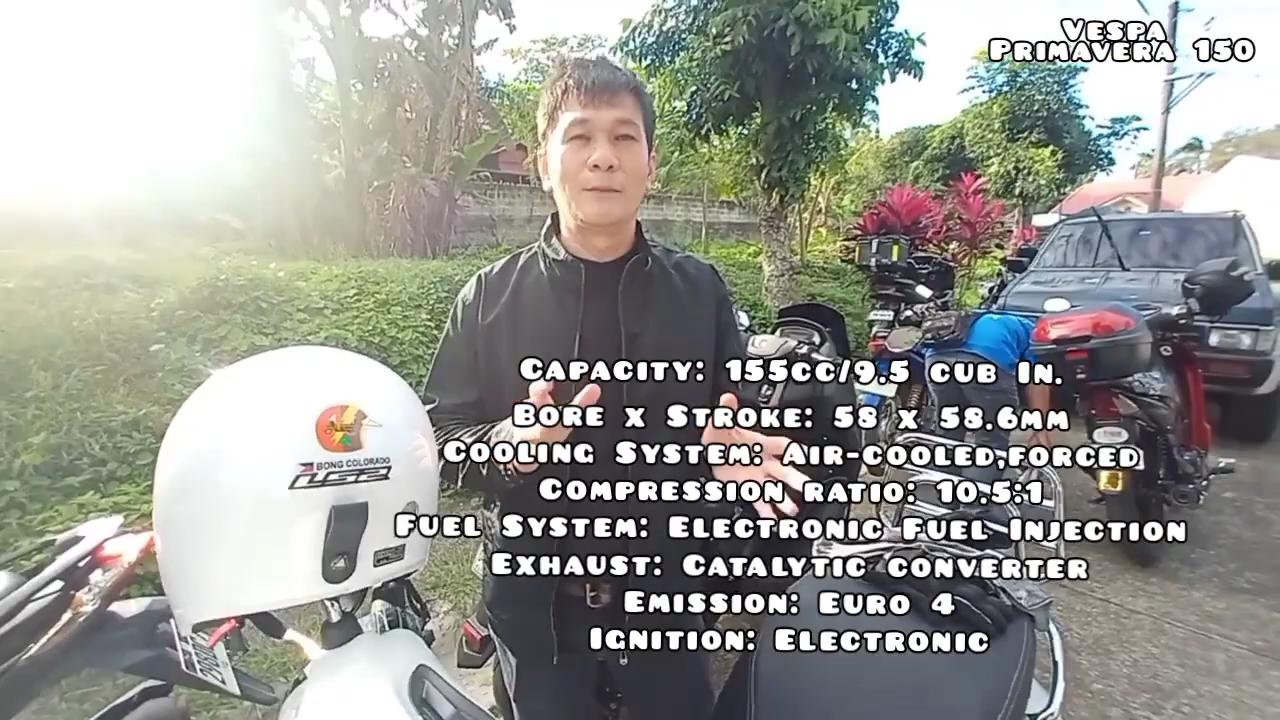 Vespa
Primavera 150
Capacity: 155cc/9.5 cub In.
Bore x Stroke: 58 x 58.6mm
Cooling System: Air-cooled,forced
Compression ratio: 10.5:1
Fuel System: Electronic Fuel Injection
Exhaust: Catalytic converter
Emission: Euro 4
Ignition: Electronic
BONG COLORADO
LS2